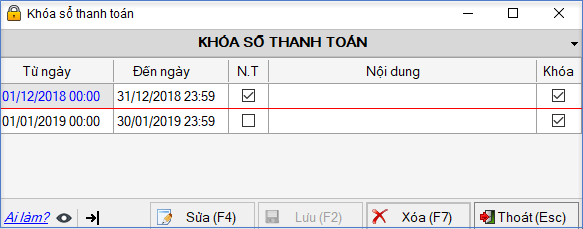 Khóa sổ thanh toán
KHÓA SỔ THANH TOÁN
Từ ngày Đến ngày N.T Nội dung Khóa
01/12/2018 00:00 31/12/2018 23:59
01/01/2019 00:00 30/01/2019 23:59
Ai làm? Sửa (F4) Lưu (F2) Xóa (F7) Thoát (Esc)